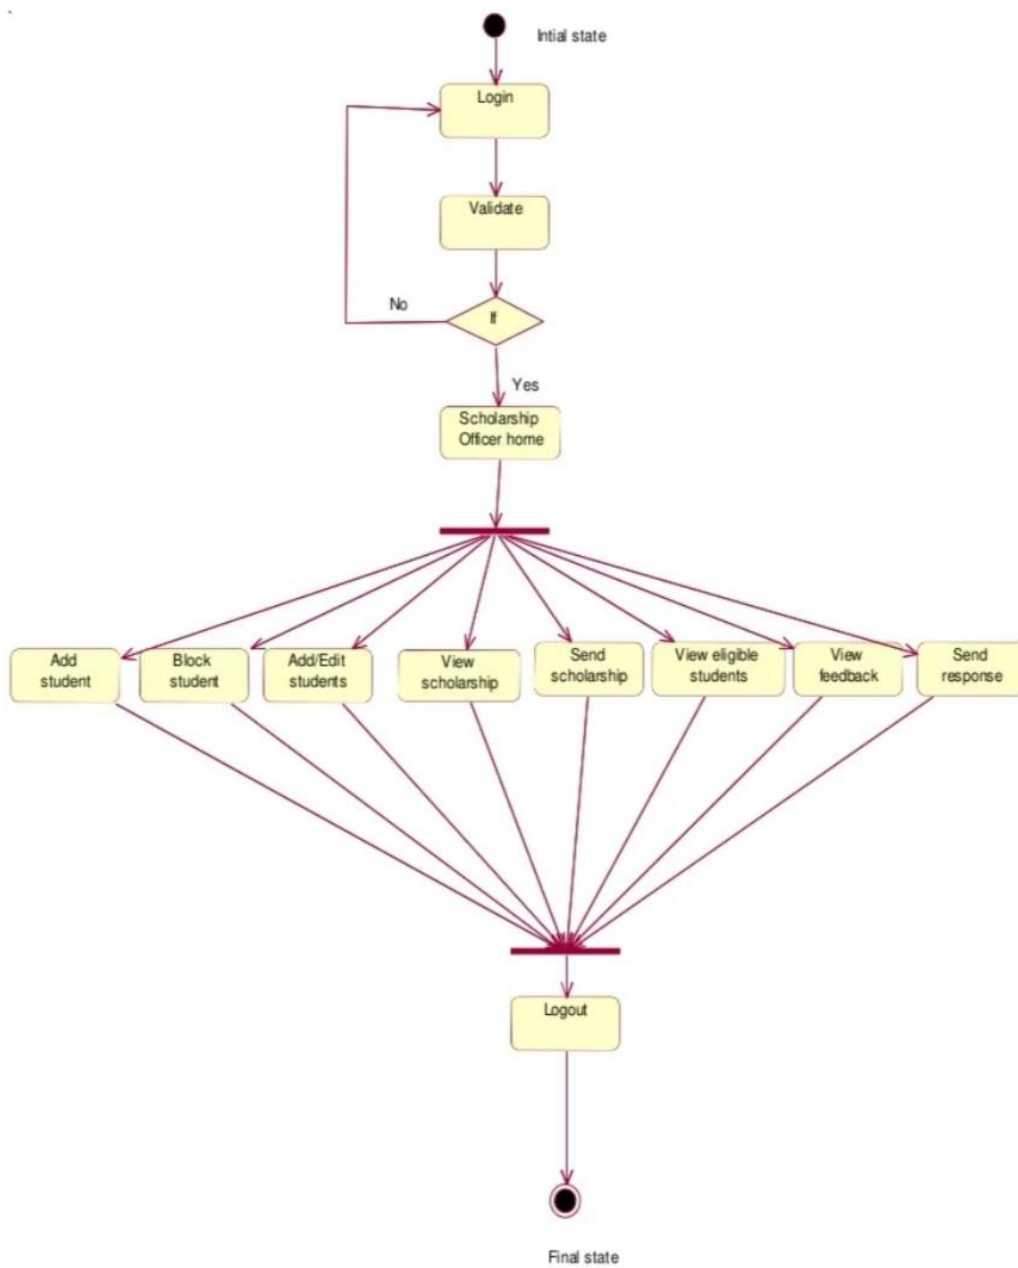 Intial state
Login
Validate
No
If
Yes
Scholarship
Officer home
Add
student
Block
student
Add/Edit
students
View
scholarship
Send
scholarship
View eligible
students
View
feedback
Send
response
Logout
Final state